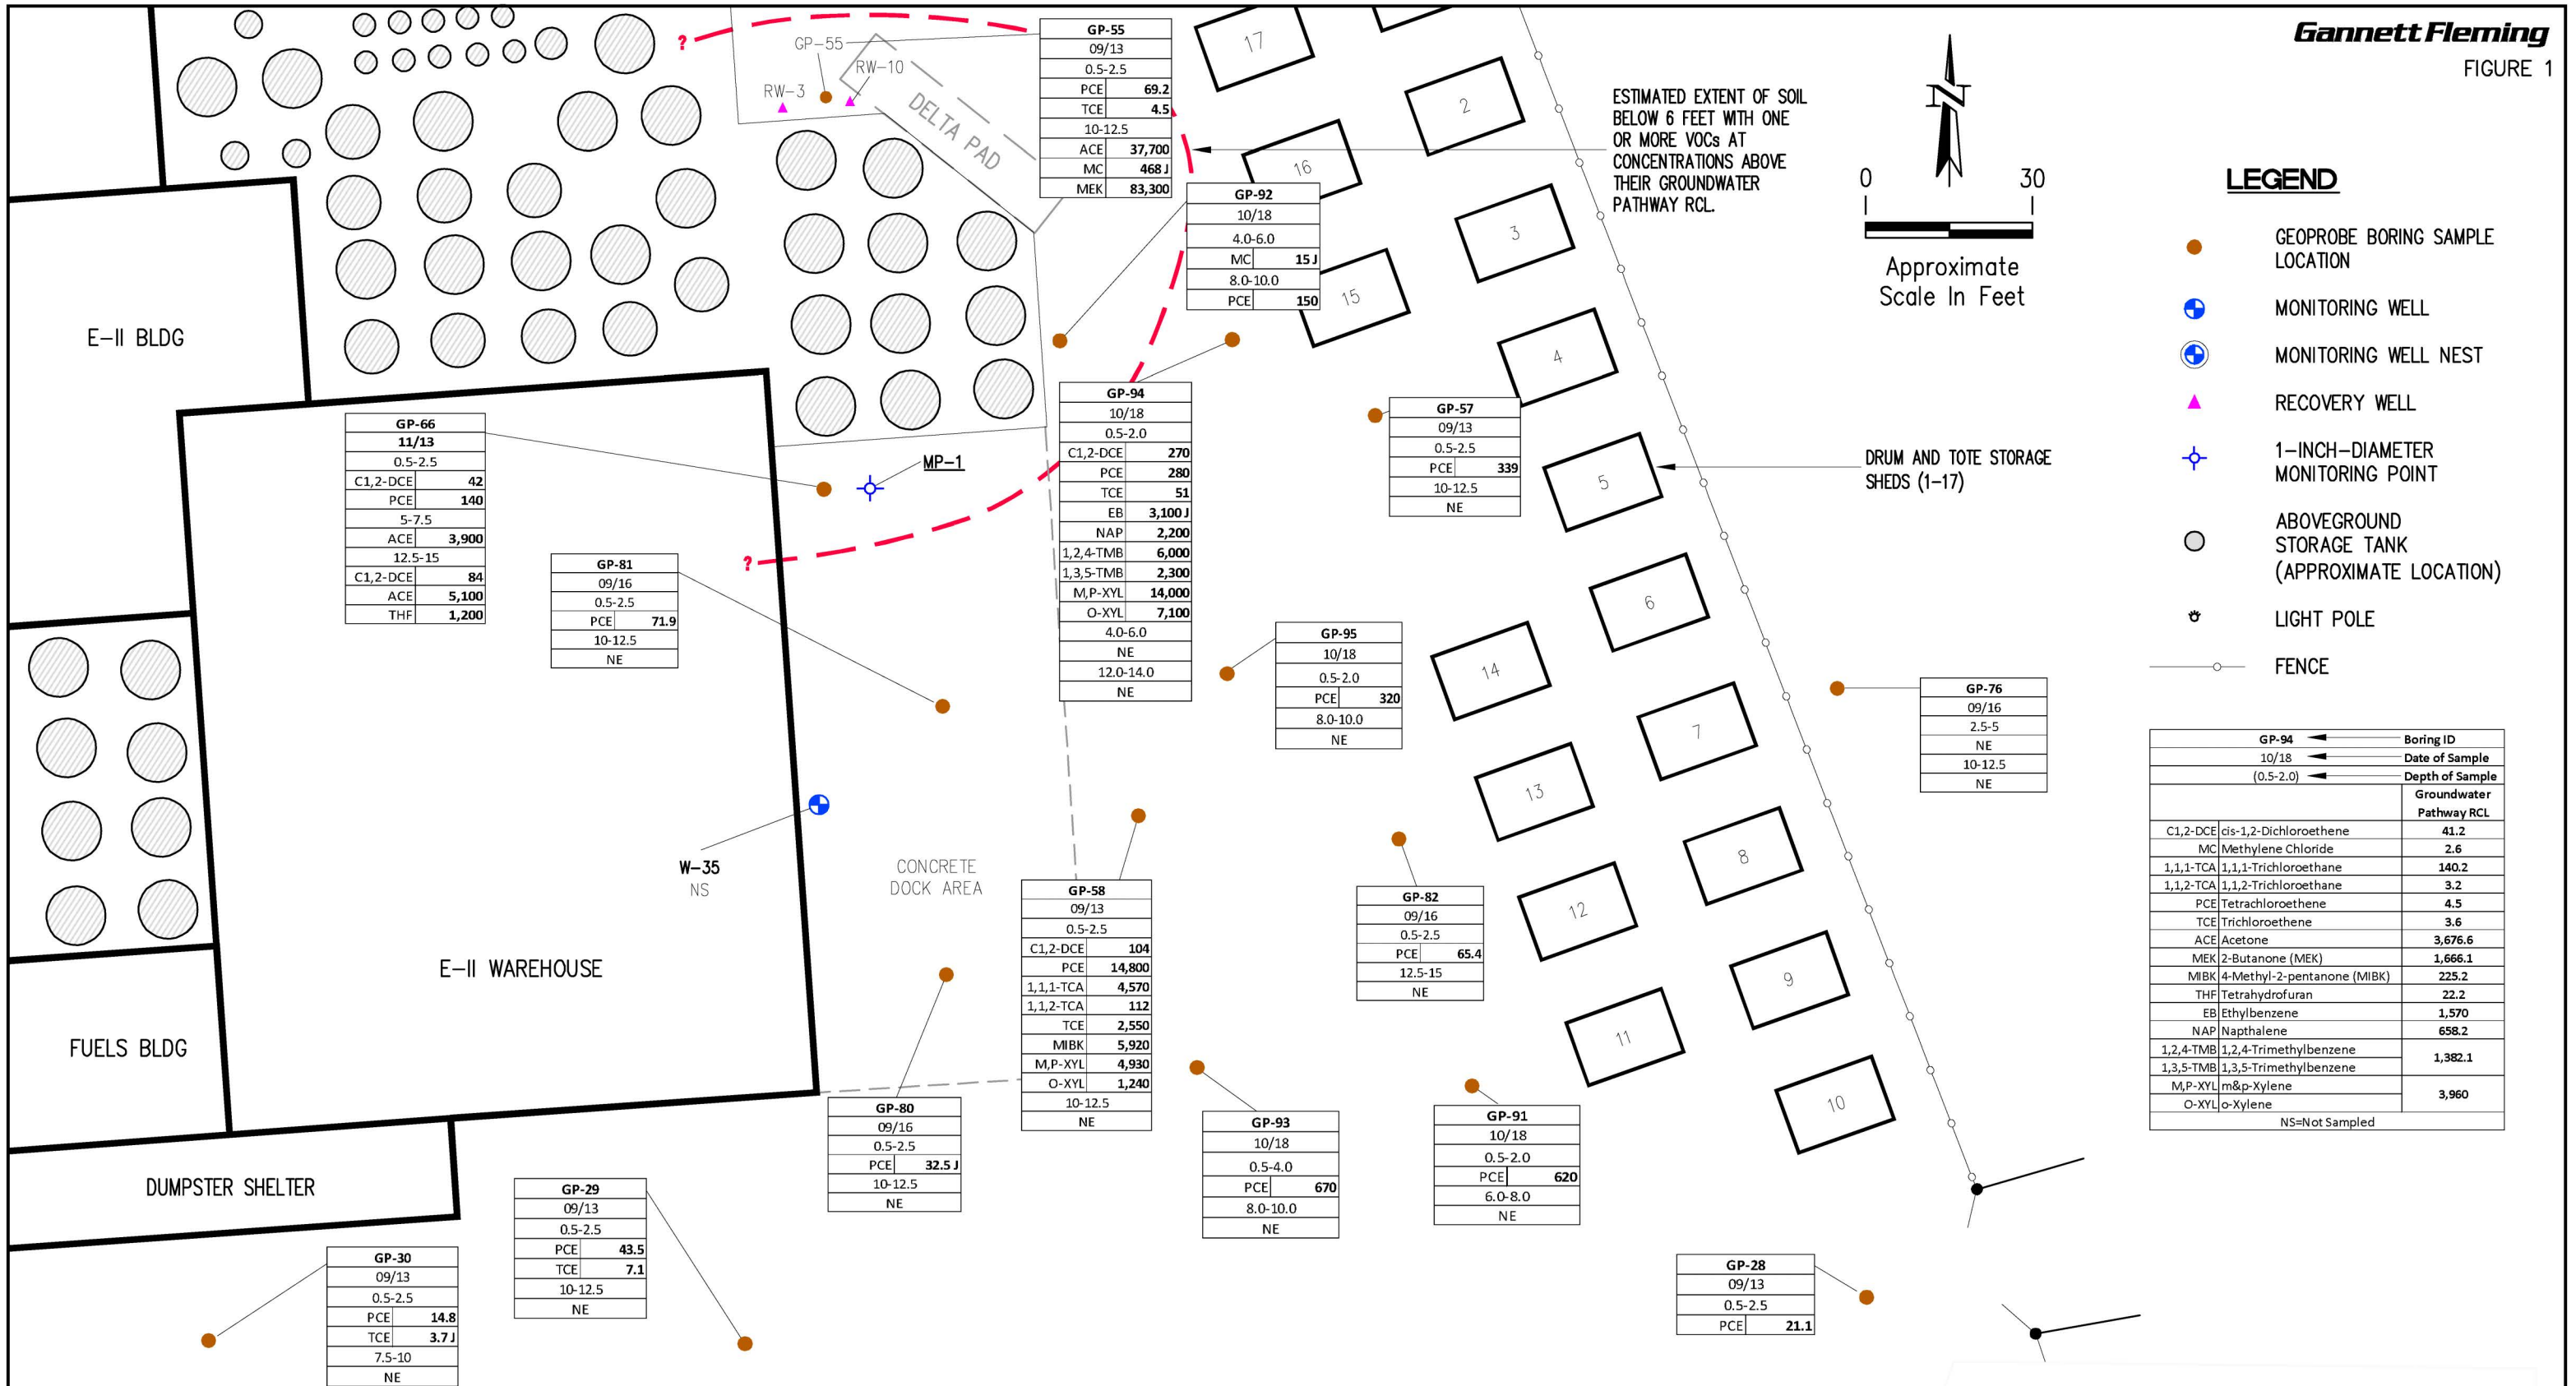 Gannett Fleming
FIGURE 1
?
GP-55
RW-10
RW-3
DELTA PAD
GP-55
09/13
0.5-2.5
PCE 69.2
TCE 4.5
10-12.5
ACE 37,700
MC 468 J
MEK 83,300
17
2
16
3
15
4
5
6
14
7
13
8
12
9
11
10
ESTIMATED EXTENT OF SOIL
BELOW 6 FEET WITH ONE
OR MORE VOCs AT
CONCENTRATIONS ABOVE
THEIR GROUNDWATER
PATHWAY RCL.
N
0 30
Approximate
Scale In Feet
GP-92
10/18
4.0-6.0
MC 15 J
8.0-10.0
PCE 150
E-II BLDG
GP-66
11/13
0.5-2.5
C1,2-DCE 42
PCE 140
5-7.5
ACE 3,900
12.5-15
C1,2-DCE 84
ACE 5,100
THF 1,200
MP-1
?
GP-94
10/18
0.5-2.0
C1,2-DCE 270
PCE 280
TCE 51
EB 3,100 J
NAP 2,200
1,2,4-TMB 6,000
1,3,5-TMB 2,300
M,P-XYL 14,000
O-XYL 7,100
4.0-6.0
NE
12.0-14.0
NE
GP-57
09/13
0.5-2.5
PCE 339
10-12.5
NE
DRUM AND TOTE STORAGE
SHEDS (1-17)
GP-81
09/16
0.5-2.5
PCE 71.9
10-12.5
NE
GP-95
10/18
0.5-2.0
PCE 320
8.0-10.0
NE
GP-76
09/16
2.5-5
NE
10-12.5
NE
W-35
NS
CONCRETE
DOCK AREA
E-II WAREHOUSE
FUELS BLDG
DUMPSTER SHELTER
GP-58
09/13
0.5-2.5
C1,2-DCE 104
PCE 14,800
1,1,1-TCA 4,570
1,1,2-TCA 112
TCE 2,550
MIBK 5,920
M,P-XYL 4,930
O-XYL 1,240
10-12.5
NE
GP-82
09/16
0.5-2.5
PCE 65.4
12.5-15
NE
GP-80
09/16
0.5-2.5
PCE 32.5 J
10-12.5
NE
GP-93
10/18
0.5-4.0
PCE 670
8.0-10.0
NE
GP-91
10/18
0.5-2.0
PCE 620
6.0-8.0
NE
GP-29
09/13
0.5-2.5
PCE 43.5
TCE 7.1
10-12.5
NE
GP-30
09/13
0.5-2.5
PCE 14.8
TCE 3.7 J
7.5-10
NE
GP-28
09/13
0.5-2.5
PCE 21.1
LEGEND
GEOPROBE BORING SAMPLE
LOCATION
MONITORING WELL
MONITORING WELL NEST
RECOVERY WELL
1-INCH-DIAMETER
MONITORING POINT
ABOVEGROUND
STORAGE TANK
(APPROXIMATE LOCATION)
LIGHT POLE
FENCE
GP-94 Boring ID
10/18 Date of Sample
(0.5-2.0) Depth of Sample
Groundwater
Pathway RCL
C1,2-DCE cis-1,2-Dichloroethene 41.2
MC Methylene Chloride 2.6
1,1,1-TCA 1,1,1-Trichloroethane 140.2
1,1,2-TCA 1,1,2-Trichloroethane 3.2
PCE Tetrachloroethene 4.5
TCE Trichloroethene 3.6
ACE Acetone 3,676.6
MEK 2-Butanone (MEK) 1,666.1
MIBK 4-Methyl-2-pentanone (MIBK) 225.2
THF Tetrahydrofuran 22.2
EB Ethylbenzene 1,570
NAP Napthalene 658.2
1,2,4-TMB 1,2,4-Trimethylbenzene 1,382.1
1,3,5-TMB 1,3,5-Trimethylbenzene
M,P-XYL m&p-Xylene 3,960
O-XYL o-Xylene
NS=Not Sampled